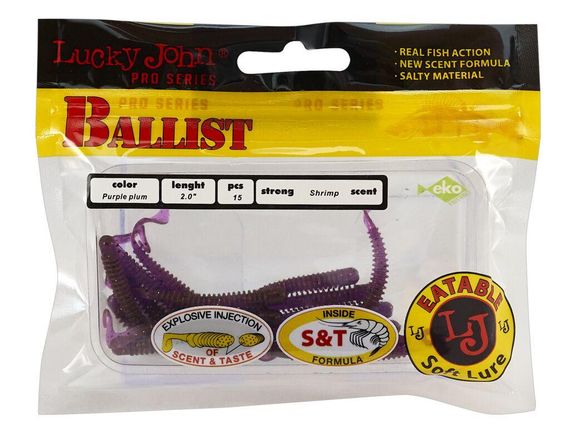 Lucky John®
PRO SERIES
• REAL FISH ACTION
• NEW SCENT FORMULA
• SALTY MATERIAL
PRO SERIES
PRO SERIES
BALLIST
eko
color
Purple plum
lenght
2.0"
pcs
15
strong
Shrimp
scent
EXPLOSIVE INJECTION
OF
SCENT & TASTE
INSIDE
S&T
FORMULA
EATABLE
LJ
LJ
LJ
Soft Lure